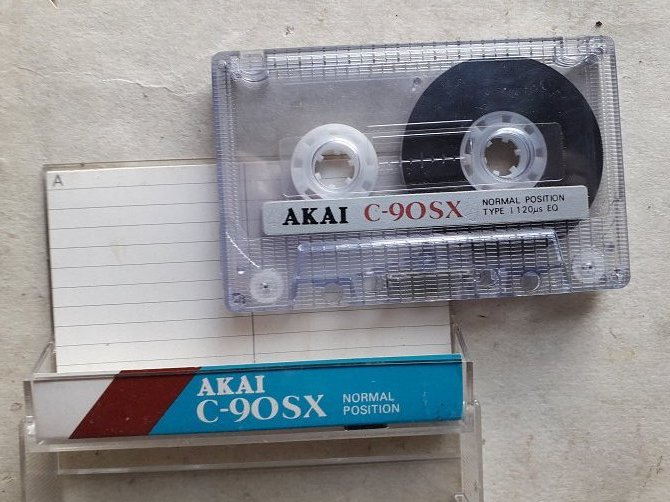 AKAI C-90SX NORMAL POSITION
TYPE I 120µs EQ
A
AKAI
C-90SX NORMAL
POSITION